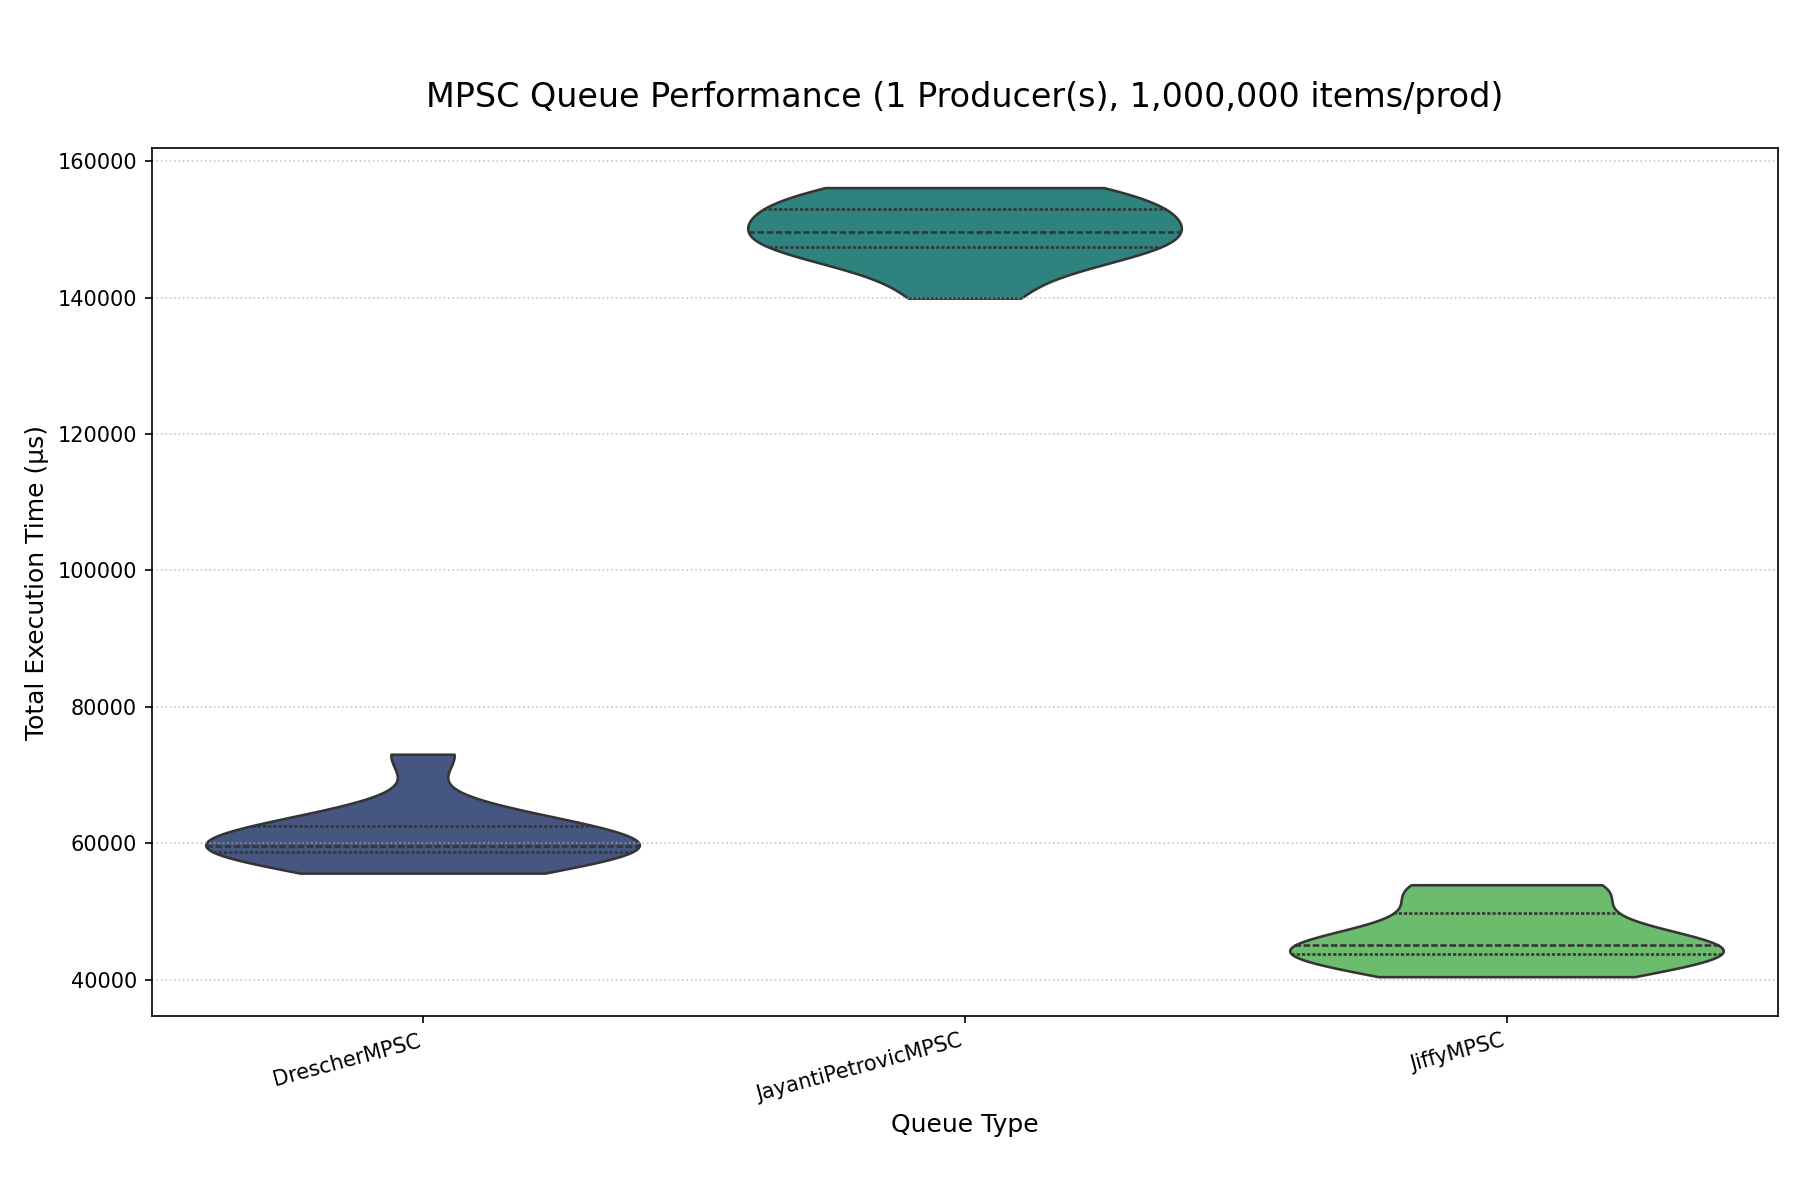 MPSC Queue Performance (1 Producer(s), 1,000,000 items/prod)
Total Execution Time (µs)
160000
140000
120000
100000
80000
60000
40000
DrescherMPSC
JayantiPetrovicMPSC
JiffyMPSC
Queue Type